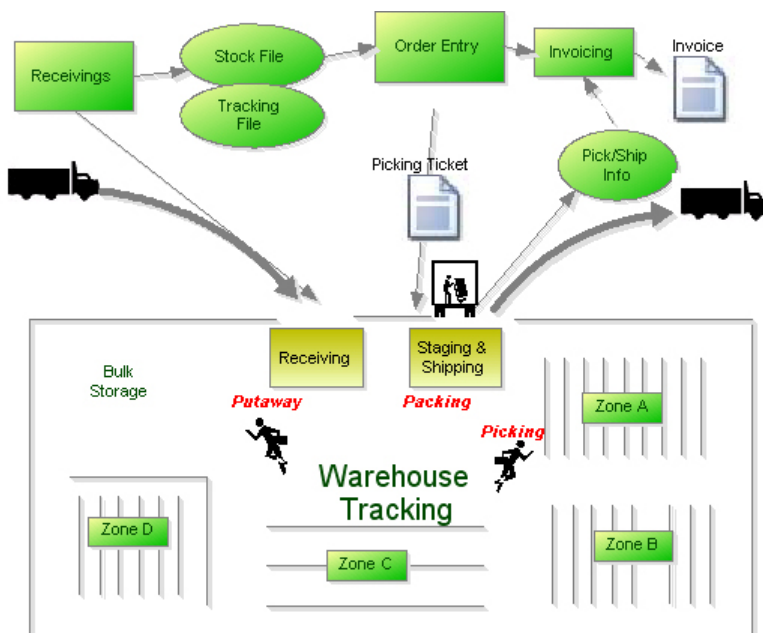 Receivings
Stock File
Tracking
File
Order Entry
Invoicing
Invoice
Picking Ticket
Pick/Ship
Info
Receiving
Staging &
Shipping
Bulk
Storage
Putaway
Packing
Picking
Zone A
Warehouse
Tracking
Zone D
Zone C
Zone B